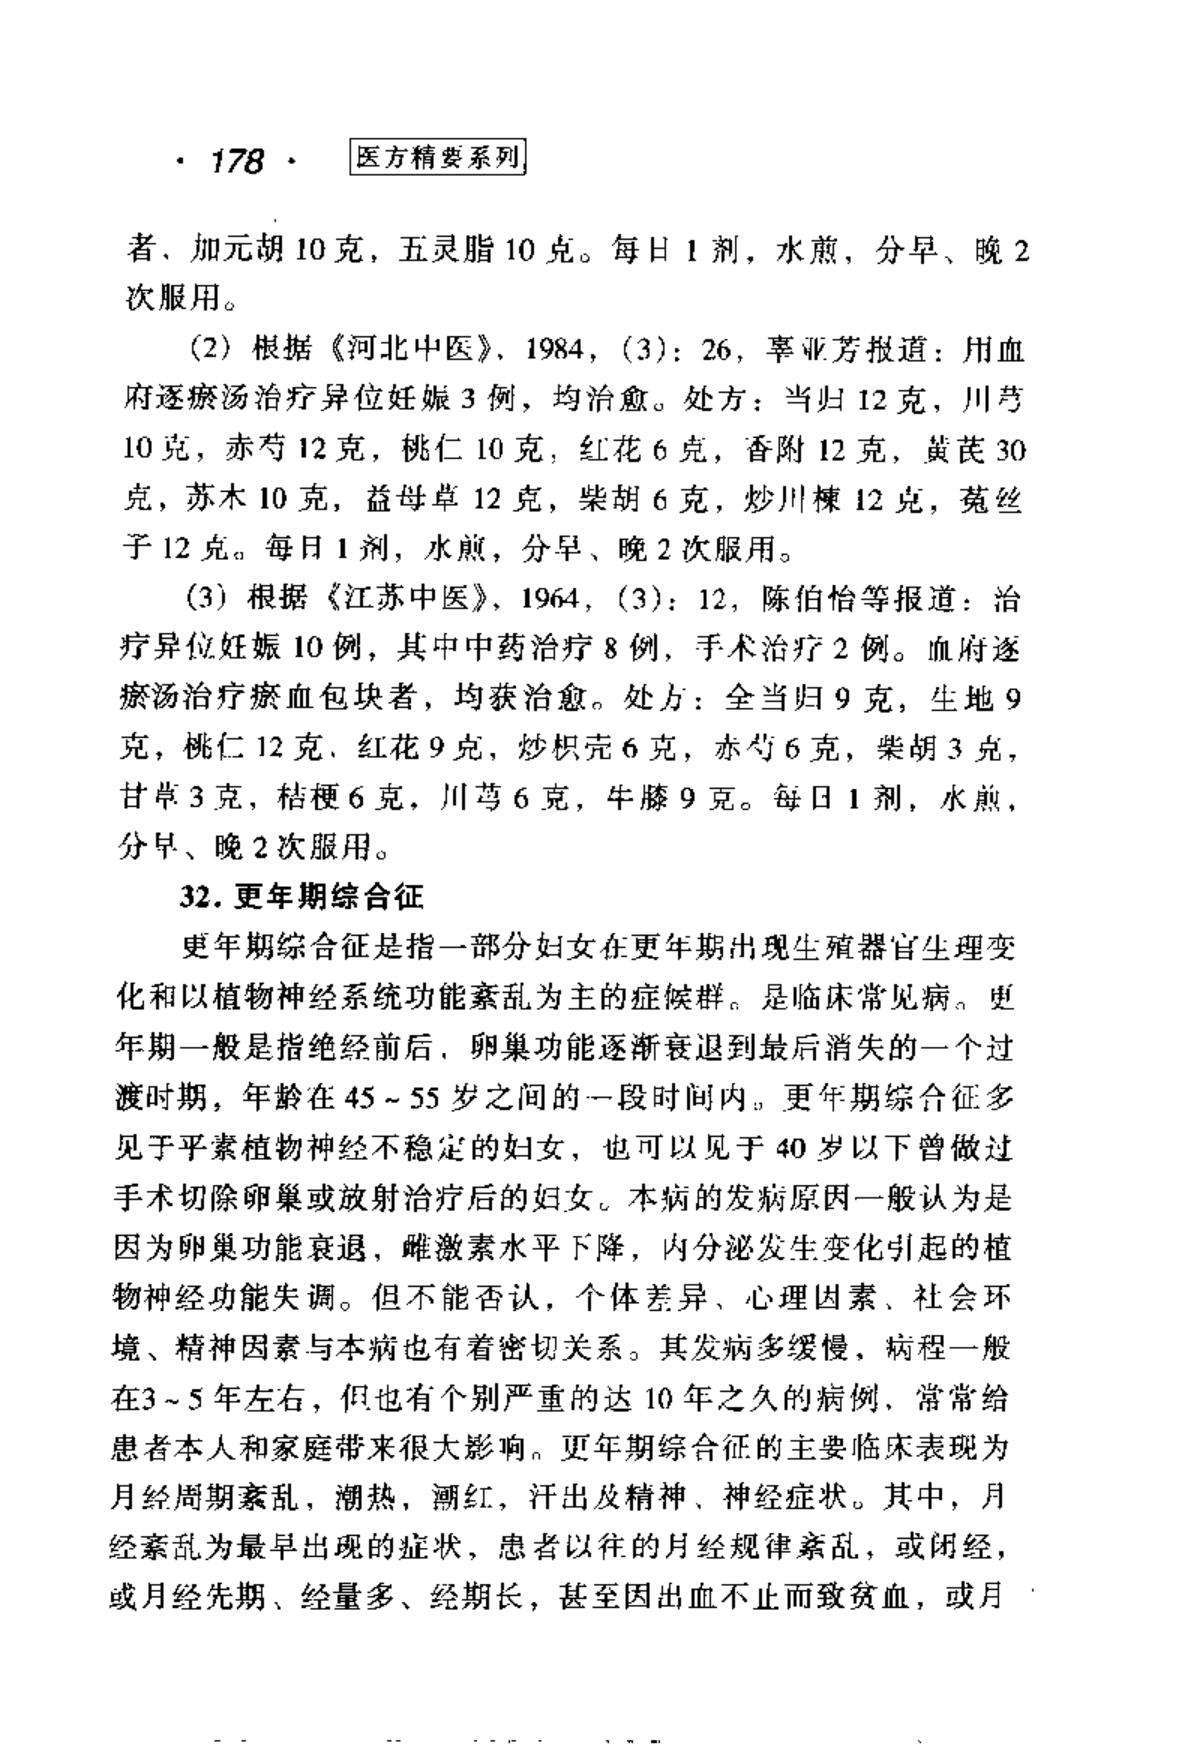 · 178 · 医方精要系列
者、加元胡 10 克，五灵脂 10 克。每日 1 剂，水煎，分早、晚 2
次服用。
(2) 根据《河北中医》，1984，(3)：26，辜亚芳报道：用血
府逐瘀汤治疗异位妊娠 3 例，均治愈。处方：当归 12 克，川芎
10 克，赤芍 12 克，桃仁 10 克，红花 6 克，香附 12 克，黄芪 30
克，苏木 10 克，益母草 12 克，柴胡 6 克，炒川楝 12 克，菟丝
子 12 克。每日 1 剂，水煎，分早、晚 2 次服用。
(3) 根据《江苏中医》，1964，(3)：12，陈伯怡等报道：治
疗异位妊娠 10 例，其中中药治疗 8 例，手术治疗 2 例。血府逐
瘀汤治疗瘀血包块者，均获治愈。处方：全当归 9 克，生地 9
克，桃仁 12 克、红花 9 克，炒枳壳 6 克，赤芍 6 克，柴胡 3 克，
甘草 3 克，桔梗 6 克，川芎 6 克，牛膝 9 克。每日 1 剂，水煎，
分早、晚 2 次服用。
32. 更年期综合征
更年期综合征是指一部分妇女在更年期出现生殖器官生理变
化和以植物神经系统功能紊乱为主的症候群。是临床常见病。更
年期一般是指绝经前后，卵巢功能逐渐衰退到最后消失的一个过
渡时期，年龄在 45 ~ 55 岁之间的一段时间内。更年期综合征多
见于平素植物神经不稳定的妇女，也可以见于 40 岁以下曾做过
手术切除卵巢或放射治疗后的妇女。本病的发病原因一般认为是
因为卵巢功能衰退，雌激素水平下降，内分泌发生变化引起的植
物神经功能失调。但不能否认，个体差异、心理因素、社会环
境、精神因素与本病也有着密切关系。其发病多缓慢，病程一般
在3 ~ 5 年左右，但也有个别严重的达 10 年之久的病例，常常给
患者本人和家庭带来很大影响。更年期综合征的主要临床表现为
月经周期紊乱，潮热，潮红，汗出及精神、神经症状。其中，月
经紊乱为最早出现的症状，患者以往的月经规律紊乱，或闭经，
或月经先期、经量多、经期长，甚至因出血不止而致贫血，或月